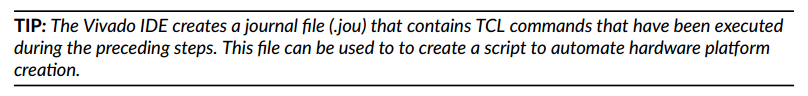 TIP: The Vivado IDE creates a journal file (.jou) that contains TCL commands that have been executed
during the preceding steps. This file can be used to to create a script to automate hardware platform
creation.